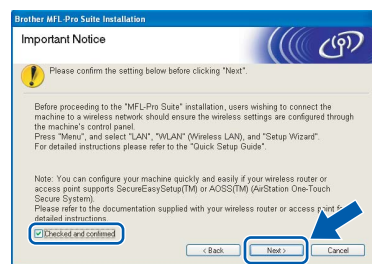 Brother MFL-Pro Suite Installation
Important Notice
Please confirm the setting below before clicking "Next".
Before proceeding to the "MFL-Pro Suite" installation, users wishing to connect the
machine to a wireless network should ensure the wireless settings are configured through
the machine's control panel.
Press "Menu", and select "LAN", "WLAN" (Wireless LAN), and "Setup Wizard".
For detailed instructions please refer to the "Quick Setup Guide".
Note: You can configure your machine quickly and easily if your wireless router or
access point supports SecureEasySetup(TM) or AOSS(TM) (AirStation One-Touch
Secure System).
Please refer to the documentation supplied with your wireless router or access point for
detailed instructions.
Checked and confirmed
< Back
Next >
Cancel